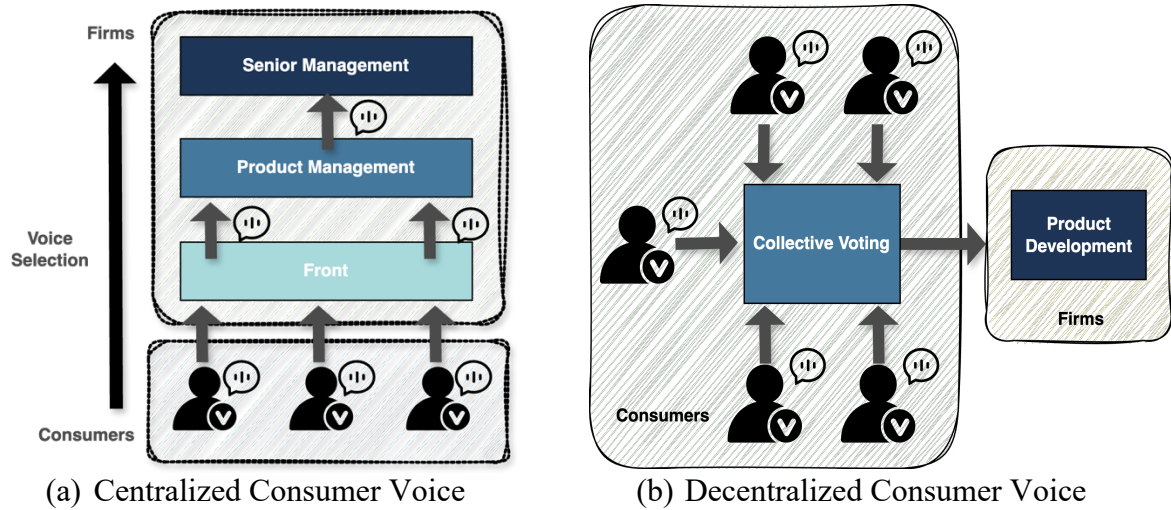 Firms
Senior Management
Product Management
Voice
Selection
Front
Consumers
(a) Centralized Consumer Voice
Collective Voting
Product
Development
Firms
Consumers
(b) Decentralized Consumer Voice